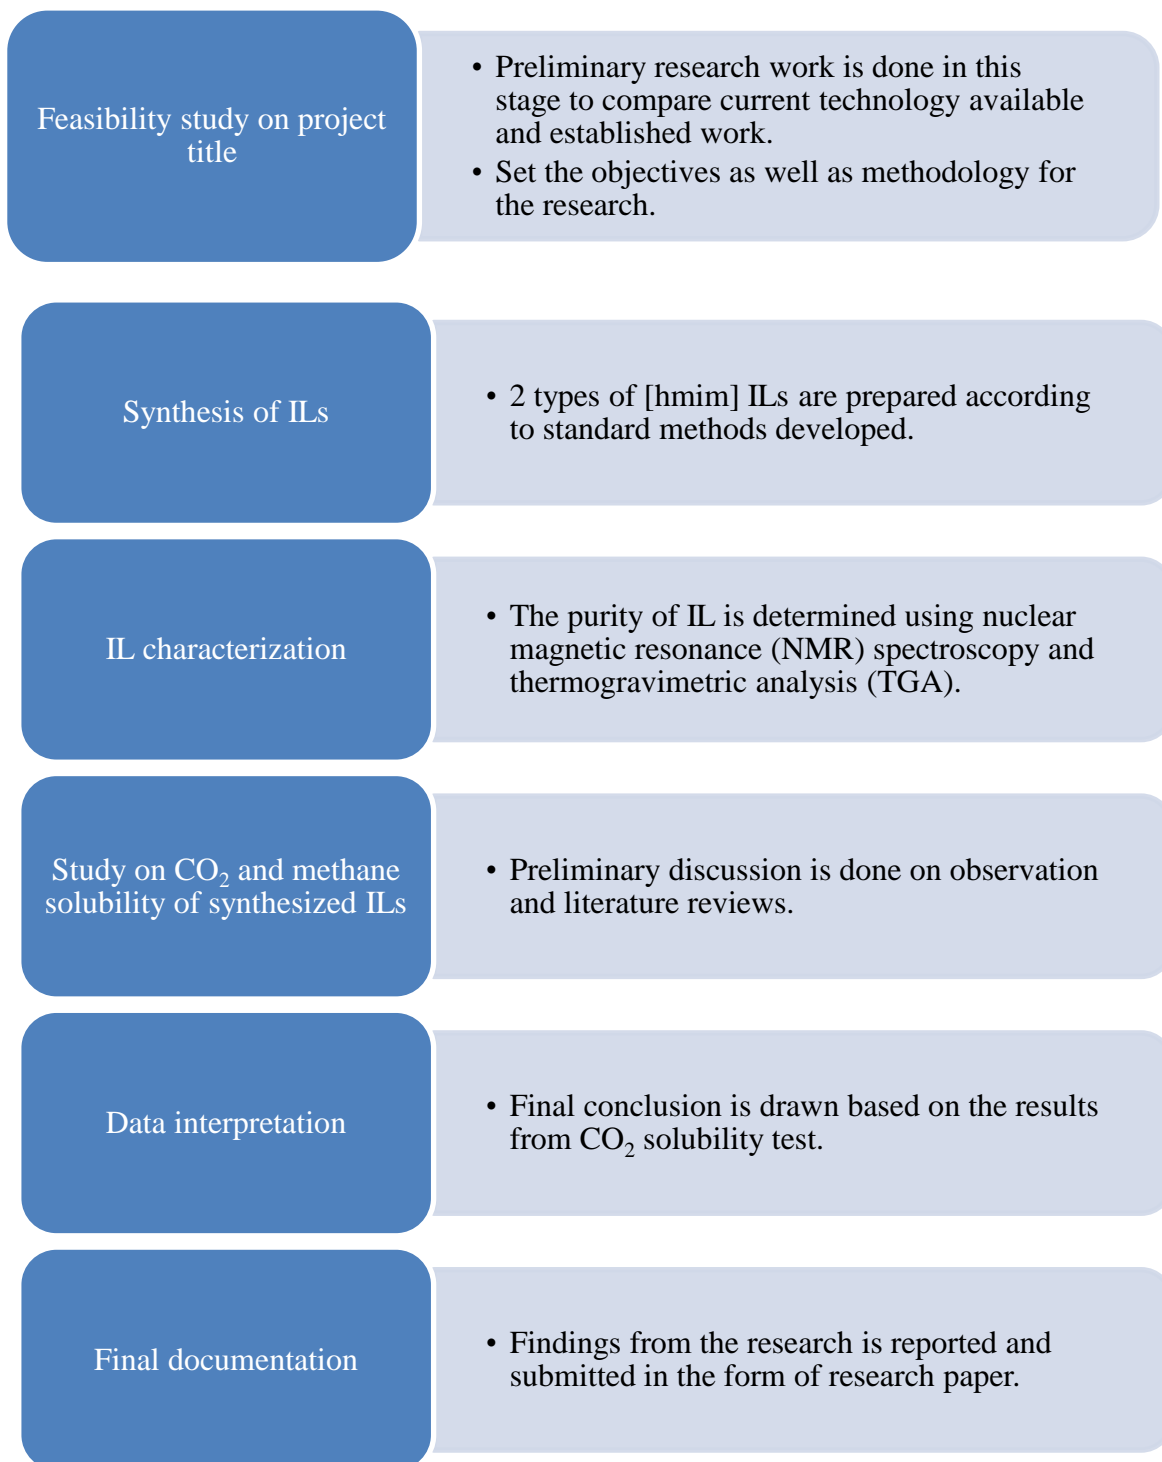 Feasibility study on project
title
• Preliminary research work is done in this
stage to compare current technology available
and established work.
• Set the objectives as well as methodology for
the research.
Synthesis of ILs
• 2 types of [hmim] ILs are prepared according
to standard methods developed.
IL characterization
• The purity of IL is determined using nuclear
magnetic resonance (NMR) spectroscopy and
thermogravimetric analysis (TGA).
Study on CO₂ and methane
solubility of synthesized ILs
• Preliminary discussion is done on observation
and literature reviews.
Data interpretation
• Final conclusion is drawn based on the results
from CO₂ solubility test.
Final documentation
• Findings from the research is reported and
submitted in the form of research paper.